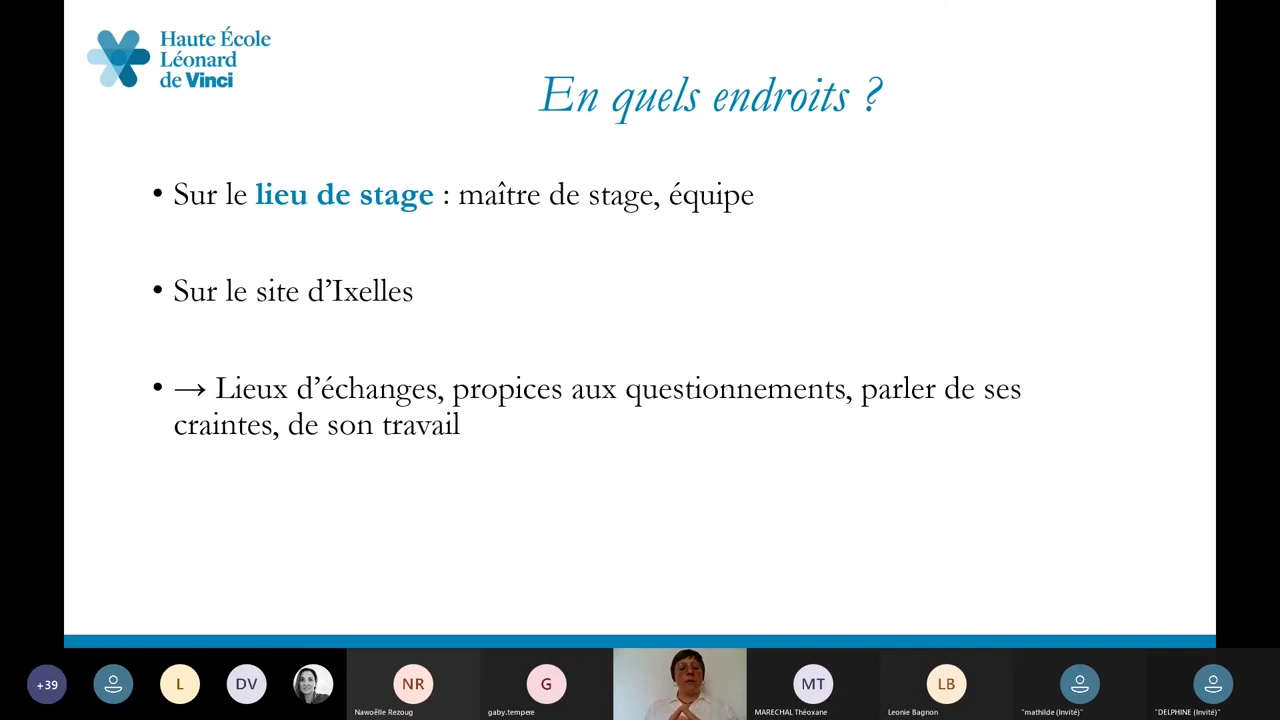 Haute École
Léonard
de Vinci
En quels endroits ?
• Sur le lieu de stage : maître de stage, équipe
• Sur le site d’Ixelles
• → Lieux d’échanges, propices aux questionnements, parler de ses
craintes, de son travail
+39
L
DV
NR
G
MT
LB
Nawoëlle Rezoug
gaby.tempere
MARECHAL Théoxane
Leonie Bagnon
"mathilde (Invité)"
"DELPHINE (Invité)"